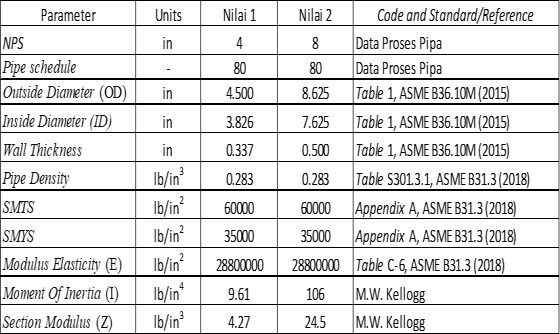 Parameter Units Nilai 1 Nilai 2 Code and Standard/Reference
NPS in 4 8 Data Proses Pipa
Pipe schedule - 80 80 Data Proses Pipa
Outside Diameter (OD) in 4.500 8.625 Table 1, ASME B36.10M (2015)
Inside Diameter (ID) in 3.826 7.625 Table 1, ASME B36.10M (2015)
Wall Thickness in 0.337 0.500 Table 1, ASME B36.10M (2015)
Pipe Density lb/in³ 0.283 0.283 Table S301.3.1, ASME B31.3 (2018)
SMTS lb/in² 60000 60000 Appendix A, ASME B31.3 (2018)
SMYS lb/in² 35000 35000 Appendix A, ASME B31.3 (2018)
Modulus Elasticity (E) lb/in² 28800000 28800000 Table C-6, ASME B31.3 (2018)
Moment Of Inertia (I) lb/in⁴ 9.61 106 M.W. Kellogg
Section Modulus (Z) lb/in³ 4.27 24.5 M.W. Kellogg